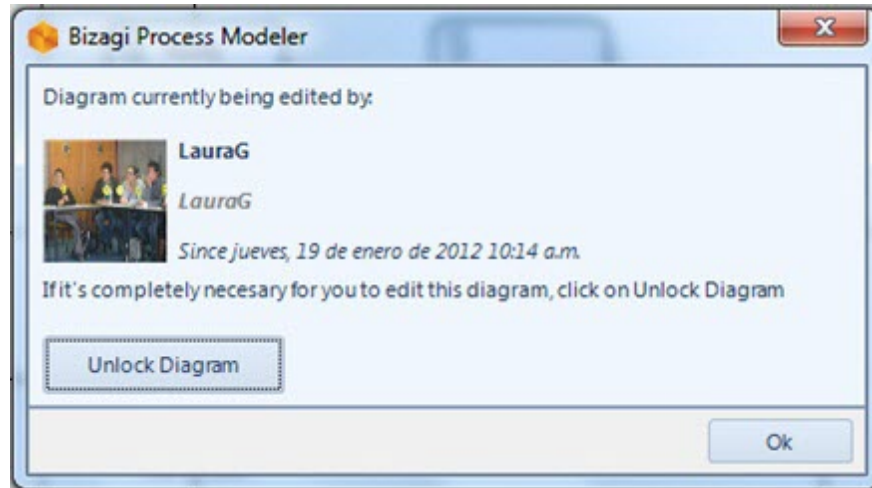 Bizagi Process Modeler
Diagram currently being edited by:
LauraG
LauraG
Since jueves, 19 de enero de 2012 10:14 a.m.
If it's completely necesary for you to edit this diagram, click on Unlock Diagram
Unlock Diagram
Ok